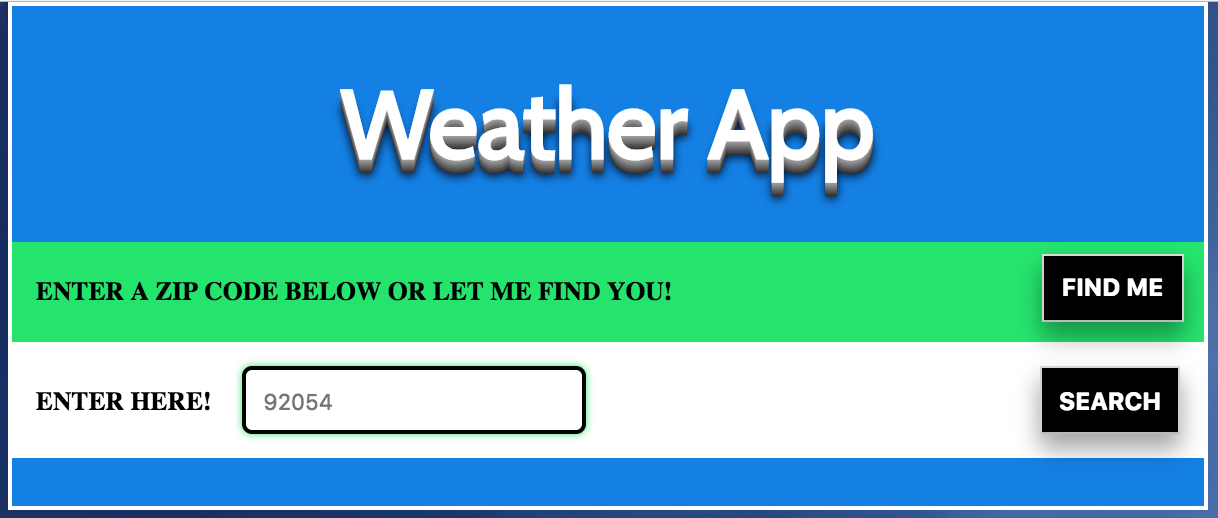 Weather App
ENTER A ZIP CODE BELOW OR LET ME FIND YOU!
FIND ME
ENTER HERE!
92054
SEARCH